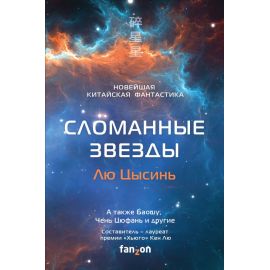 碎星星
НОВЕЙШАЯ
КИТАЙСКАЯ ФАНТАСТИКА
СЛОМАННЫЕ
ЗВЕЗДЫ
Лю Цысинь
А также Баошу,
Чень Цюфань и другие
Составитель – лауреат
премии «Хьюго» Кен Лю
fanzon